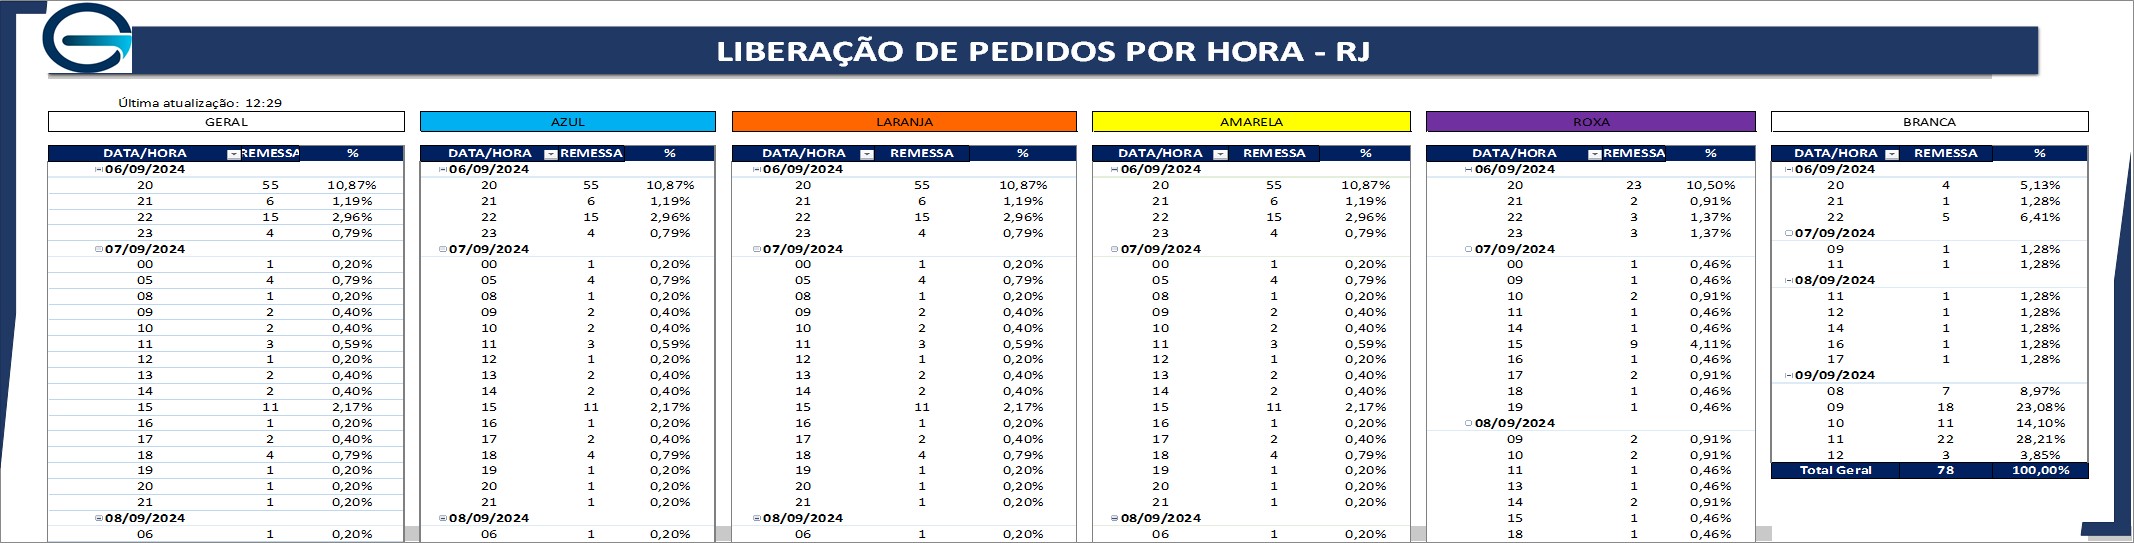 LIBERAÇÃO DE PEDIDOS POR HORA - RJ
Última atualização: 12:29
GERAL
DATA/HORA REMESSA %
06/09/2024
20 55 10,87%
21 6 1,19%
22 15 2,96%
23 4 0,79%
07/09/2024
00 1 0,20%
05 4 0,79%
08 1 0,20%
09 2 0,40%
10 2 0,40%
11 3 0,59%
12 1 0,20%
13 2 0,40%
14 2 0,40%
15 11 2,17%
16 1 0,20%
17 2 0,40%
18 4 0,79%
19 1 0,20%
20 1 0,20%
21 1 0,20%
08/09/2024
06 1 0,20%
AZUL
DATA/HORA REMESSA %
06/09/2024
20 55 10,87%
21 6 1,19%
22 15 2,96%
23 4 0,79%
07/09/2024
00 1 0,20%
05 4 0,79%
08 1 0,20%
09 2 0,40%
10 2 0,40%
11 3 0,59%
12 1 0,20%
13 2 0,40%
14 2 0,40%
15 11 2,17%
16 1 0,20%
17 2 0,40%
18 4 0,79%
19 1 0,20%
20 1 0,20%
21 1 0,20%
08/09/2024
06 1 0,20%
LARANJA
DATA/HORA REMESSA %
06/09/2024
20 55 10,87%
21 6 1,19%
22 15 2,96%
23 4 0,79%
07/09/2024
00 1 0,20%
05 4 0,79%
08 1 0,20%
09 2 0,40%
10 2 0,40%
11 3 0,59%
12 1 0,20%
13 2 0,40%
14 2 0,40%
15 11 2,17%
16 1 0,20%
17 2 0,40%
18 4 0,79%
19 1 0,20%
20 1 0,20%
21 1 0,20%
08/09/2024
06 1 0,20%
AMARELA
DATA/HORA REMESSA %
06/09/2024
20 55 10,87%
21 6 1,19%
22 15 2,96%
23 4 0,79%
07/09/2024
00 1 0,20%
05 4 0,79%
08 1 0,20%
09 2 0,40%
10 2 0,40%
11 3 0,59%
12 1 0,20%
13 2 0,40%
14 2 0,40%
15 11 2,17%
16 1 0,20%
17 2 0,40%
18 4 0,79%
19 1 0,20%
20 1 0,20%
21 1 0,20%
08/09/2024
06 1 0,20%
ROXA
DATA/HORA REMESSA %
06/09/2024
20 23 10,50%
21 2 0,91%
22 3 1,37%
23 3 1,37%
07/09/2024
00 1 0,46%
09 1 0,46%
10 2 0,91%
11 1 0,46%
14 1 0,46%
15 9 4,11%
16 1 0,46%
17 2 0,91%
18 1 0,46%
19 1 0,46%
08/09/2024
09 2 0,91%
10 2 0,91%
11 1 0,46%
13 1 0,46%
14 2 0,91%
15 1 0,46%
18 1 0,46%
BRANCA
DATA/HORA REMESSA %
06/09/2024
20 4 5,13%
21 1 1,28%
22 5 6,41%
07/09/2024
09 1 1,28%
11 1 1,28%
08/09/2024
11 1 1,28%
12 1 1,28%
14 1 1,28%
16 1 1,28%
17 1 1,28%
09/09/2024
08 7 8,97%
09 18 23,08%
10 11 14,10%
11 22 28,21%
12 3 3,85%
Total Geral 78 100,00%